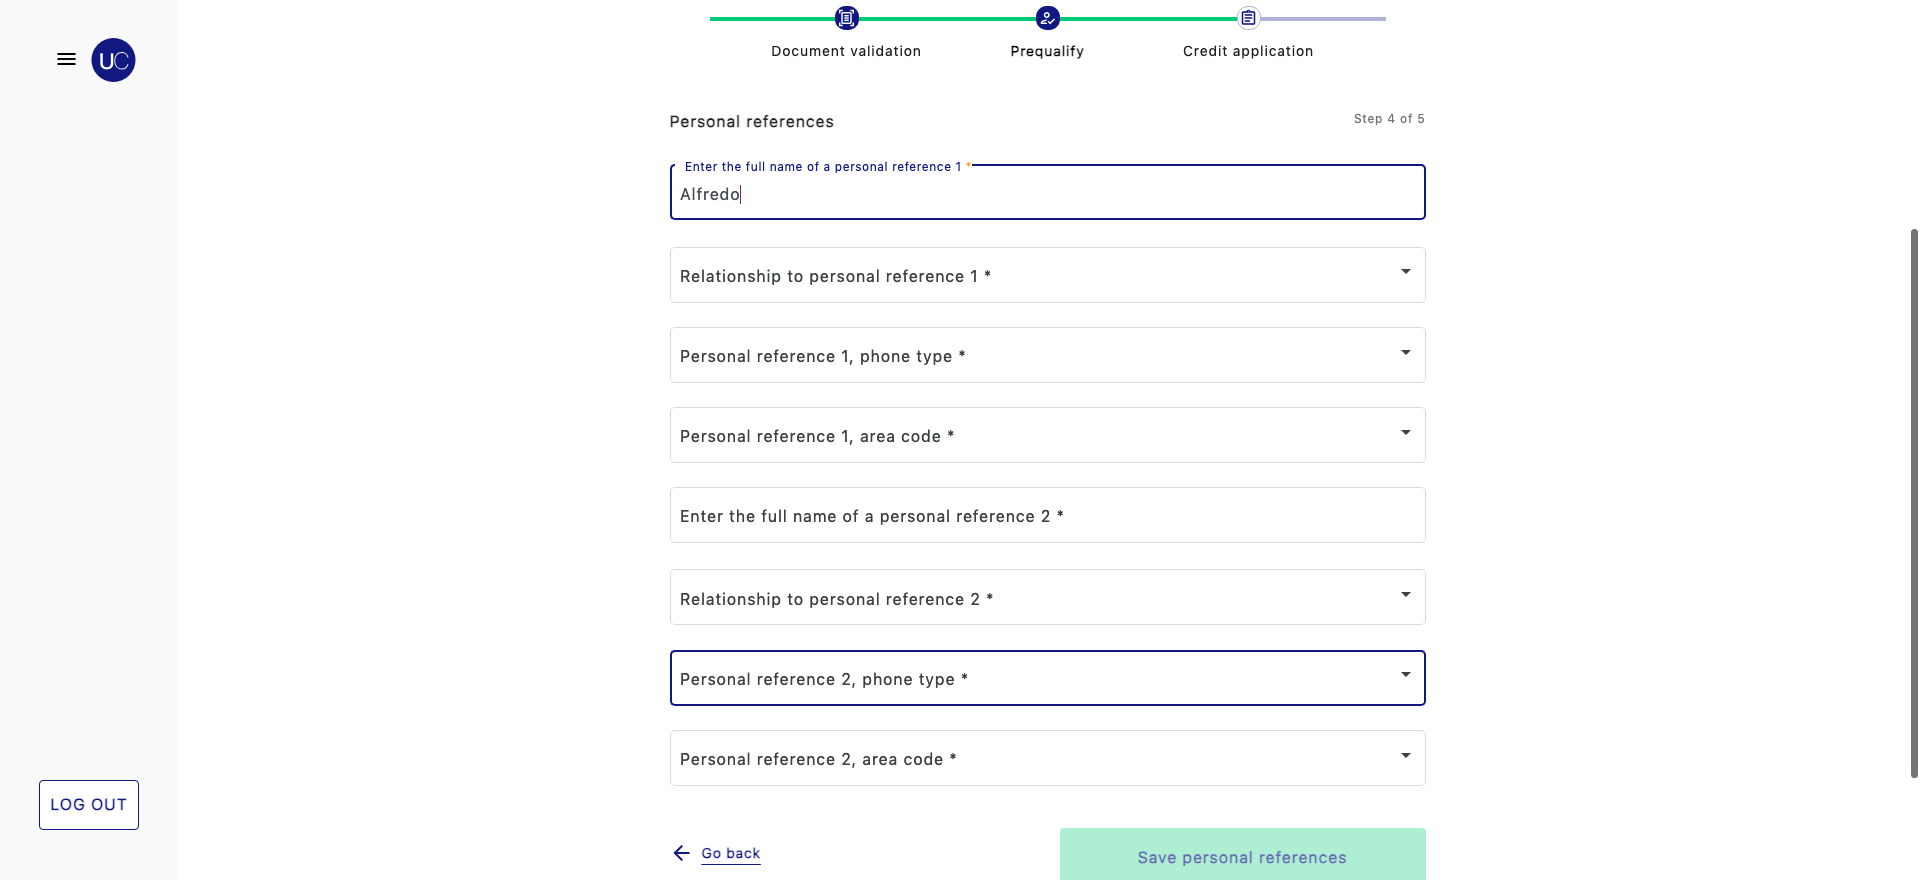 UC
Document validation
Prequalify
Credit application
Personal references
Step 4 of 5
Enter the full name of a personal reference 1 *
Alfredo
Relationship to personal reference 1 *
Personal reference 1, phone type *
Personal reference 1, area code *
Enter the full name of a personal reference 2 *
Relationship to personal reference 2 *
Personal reference 2, phone type *
Personal reference 2, area code *
LOG OUT
Go back
Save personal references